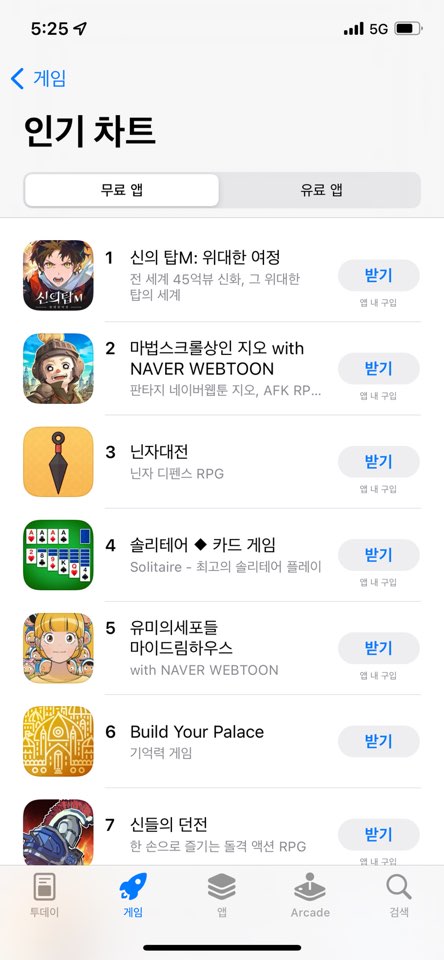 5:25
5G
게임
인기 차트
무료 앱
유료 앱
신의탑M
1
신의 탑M: 위대한 여정
전 세계 45억뷰 신화, 그 위대한
탑의 세계
받기
앱 내 구입
2
마법스크롤상인 지오 with
NAVER WEBTOON
판타지 네이버웹툰 지오, AFK RP...
받기
앱 내 구입
3
닌자대전
닌자 디펜스 RPG
받기
앱 내 구입
A A A A
2 8 9 K Q 4
4
솔리테어 ◆ 카드 게임
Solitaire - 최고의 솔리테어 플레이
받기
앱 내 구입
5
유미의세포들
마이드림하우스
with NAVER WEBTOON
받기
앱 내 구입
6
Build Your Palace
기억력 게임
받기
7
신들의 던전
한 손으로 즐기는 돌격 액션 RPG
받기
앱 내 구입
투데이
게임
앱
Arcade
검색